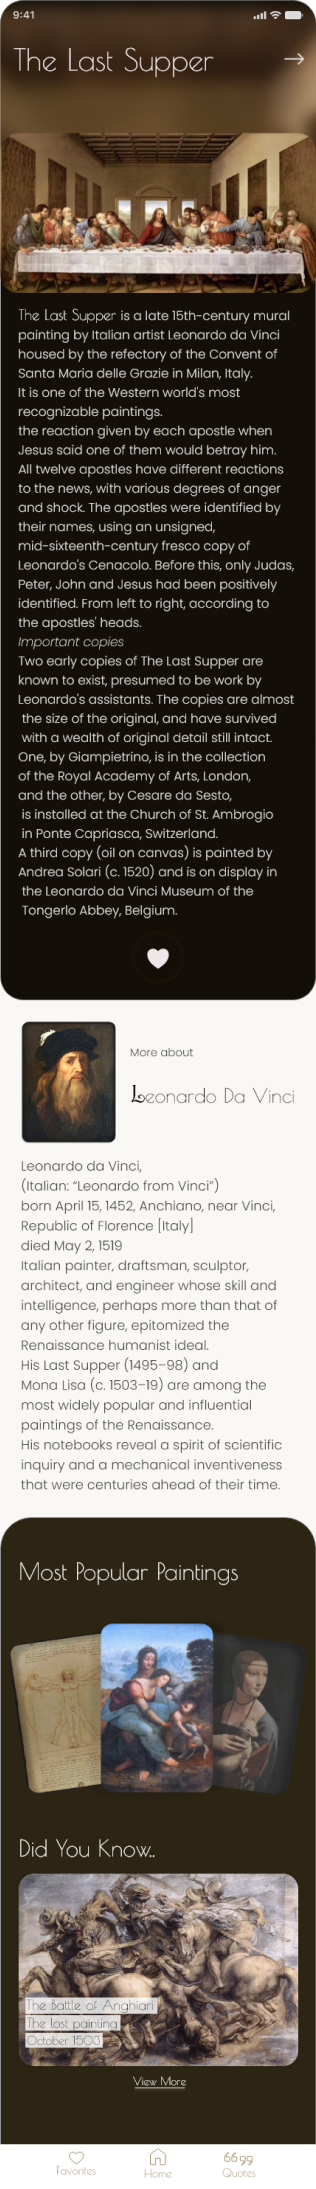 9:41
The Last Supper
The Last Supper is a late 15th-century mural
painting by Italian artist Leonardo da Vinci
housed by the refectory of the Convent of
Santa Maria delle Grazie in Milan, Italy.
It is one of the Western world's most
recognizable paintings.
the reaction given by each apostle when
Jesus said one of them would betray him.
All twelve apostles have different reactions
to the news, with various degrees of anger
and shock. The apostles were identified by
their names, using an unsigned,
mid-sixteenth-century fresco copy of
Leonardo's Cenacolo. Before this, only Judas,
Peter, John and Jesus had been positively
identified. From left to right, according to
the apostles' heads.
Important copies
Two early copies of The Last Supper are
known to exist, presumed to be work by
Leonardo's assistants. The copies are almost
the size of the original, and have survived
with a wealth of original detail still intact.
One, by Giampietrino, is in the collection
of the Royal Academy of Arts, London,
and the other, by Cesare da Sesto,
is installed at the Church of St. Ambrogio
in Ponte Capriasca, Switzerland.
A third copy (oil on canvas) is painted by
Andrea Solari (c. 1520) and is on display in
the Leonardo da Vinci Museum of the
Tongerlo Abbey, Belgium.
More about
Leonardo Da Vinci
Leonardo da Vinci,
(Italian: “Leonardo from Vinci”)
born April 15, 1452, Anchiano, near Vinci,
Republic of Florence [Italy]
died May 2, 1519
Italian painter, draftsman, sculptor,
architect, and engineer whose skill and
intelligence, perhaps more than that of
any other figure, epitomized the
Renaissance humanist ideal.
His Last Supper (1495–98) and
Mona Lisa (c. 1503–19) are among the
most widely popular and influential
paintings of the Renaissance.
His notebooks reveal a spirit of scientific
inquiry and a mechanical inventiveness
that were centuries ahead of their time.
Most Popular Paintings
Did You Know..
The Battle of Anghiari
The lost painting
October 1503
View More
Favorites
Home
Quotes